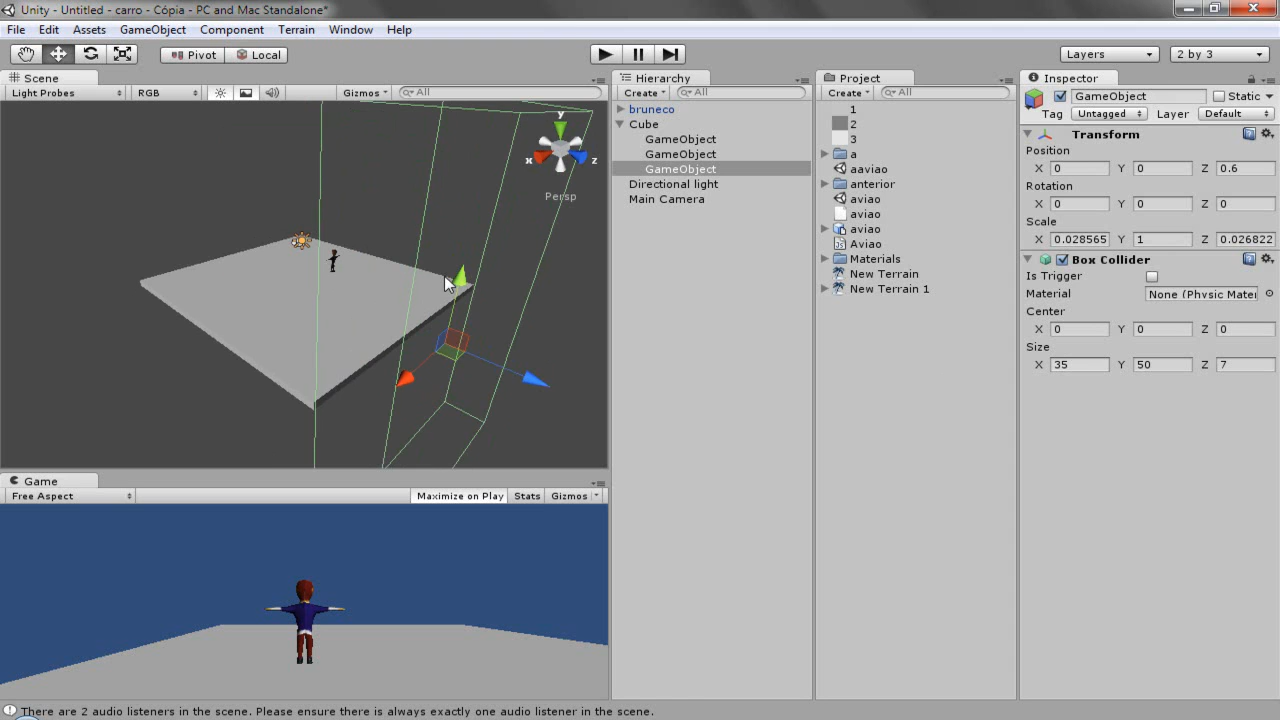 Unity - Untitled - carro - Cópia - PC and Mac Standalone*
File Edit Assets GameObject Component Terrain Window Help
Pivot Local Layers 2 by 3
Scene
Light Probes RGB Gizmos All
y
x z
Persp
Game
Free Aspect Maximize on Play Stats Gizmos
Hierarchy
Create All
bruneco
Cube
GameObject
GameObject
GameObject
Directional light
Main Camera
Project
Create All
1
2
3
a
aaviao
anterior
aviao
aviao
aviao
Aviao
Materials
New Terrain
New Terrain 1
Inspector
GameObject Static
Tag Untagged Layer Default
Transform
Position
X 0 Y 0 Z 0.6
Rotation
X 0 Y 0 Z 0
Scale
X 0.028565 Y 1 Z 0.026822
Box Collider
Is Trigger
Material None (Physic Mater
Center
X 0 Y 0 Z 0
Size
X 35 Y 50 Z 7
There are 2 audio listeners in the scene. Please ensure there is always exactly one audio listener in the scene.